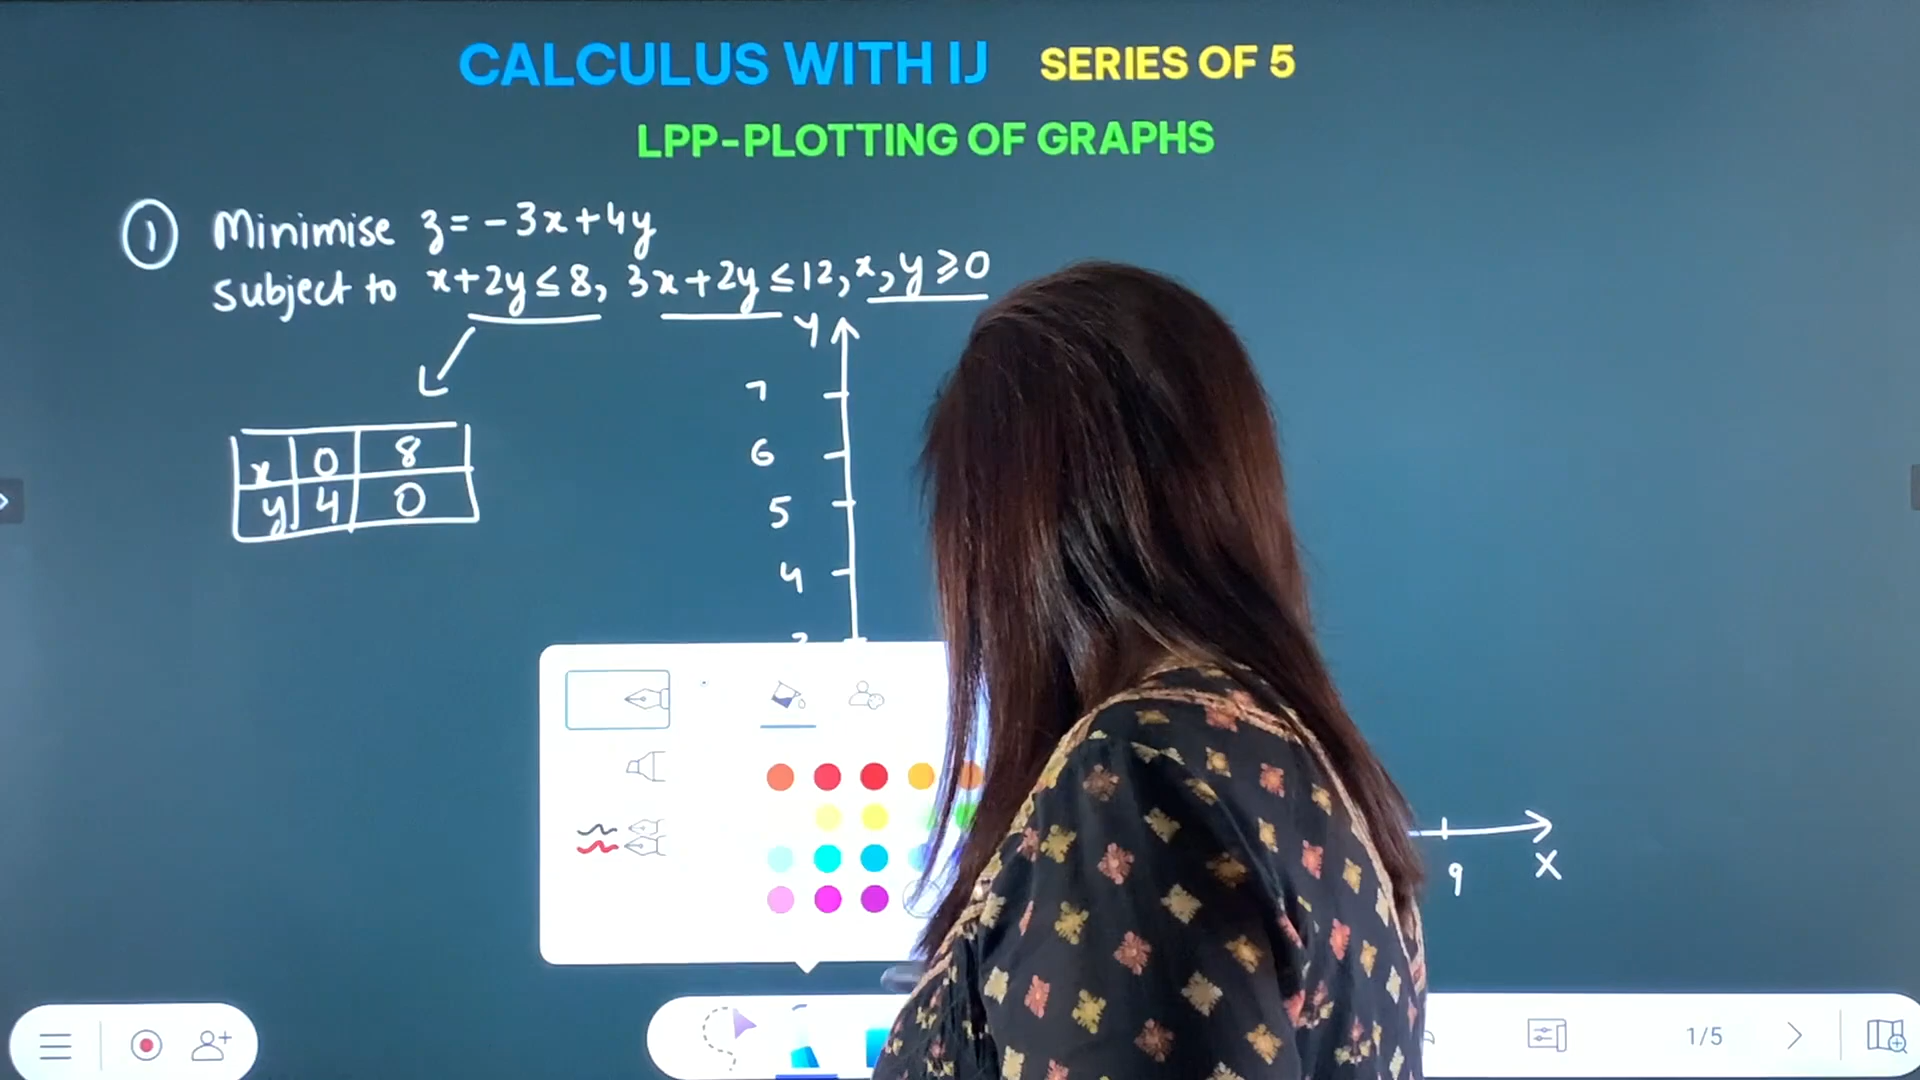 CALCULUS WITH IJ SERIES OF 5
LPP-PLOTTING OF GRAPHS
1 Minimise z = -3x+4y
subject to x+2y≤8, 3x+2y≤12, x, y≥0
Y
7
6
5
4
x 0 8
y 4 0
9
X
1/5